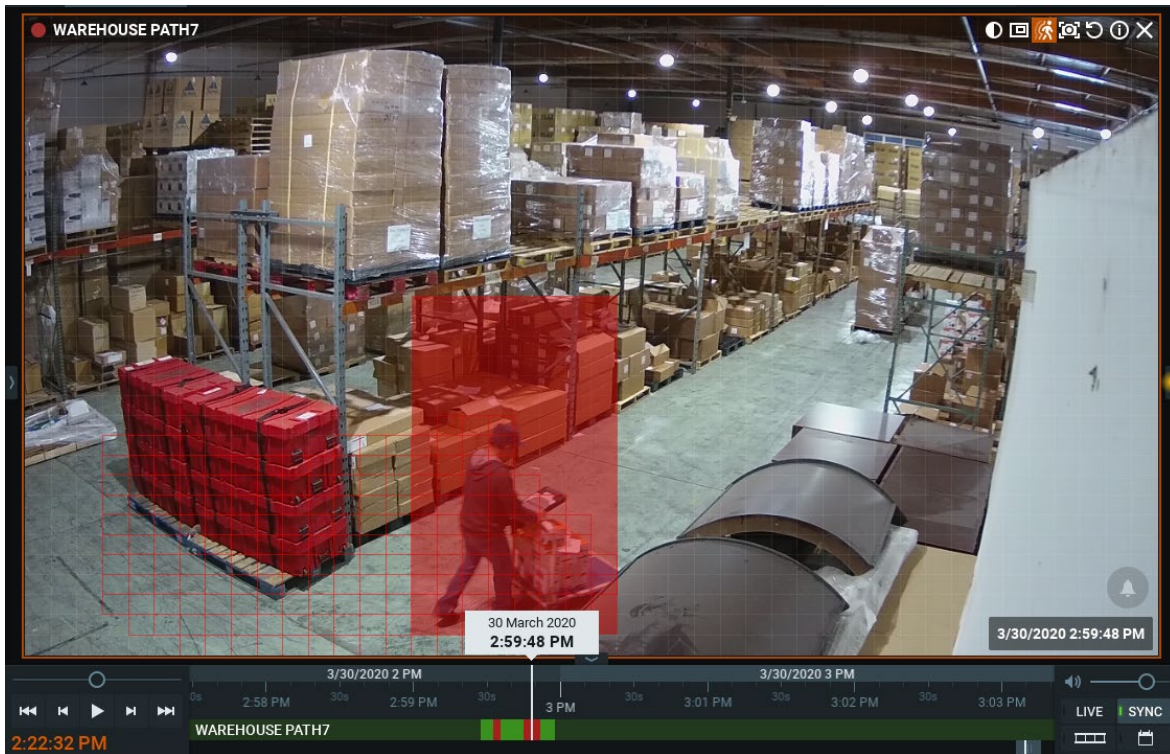 WAREHOUSE PATH7
30 March 2020
2:59:48 PM
3/30/2020 2:59:48 PM
3/30/2020 2 PM
3/30/2020 3 PM
0s
2:58 PM
30s
2:59 PM
30s
3 PM
30s
3:01 PM
30s
3:02 PM
30s
3:03 PM
LIVE
SYNC
WAREHOUSE PATH7
2:22:32 PM